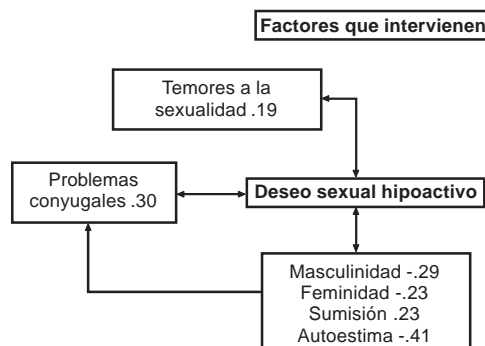 Factores que intervienen
Temores a la
sexualidad .19
Problemas
conyugales .30
Deseo sexual hipoactivo
Masculinidad -.29
Feminidad -.23
Sumisión .23
Autoestima -.41